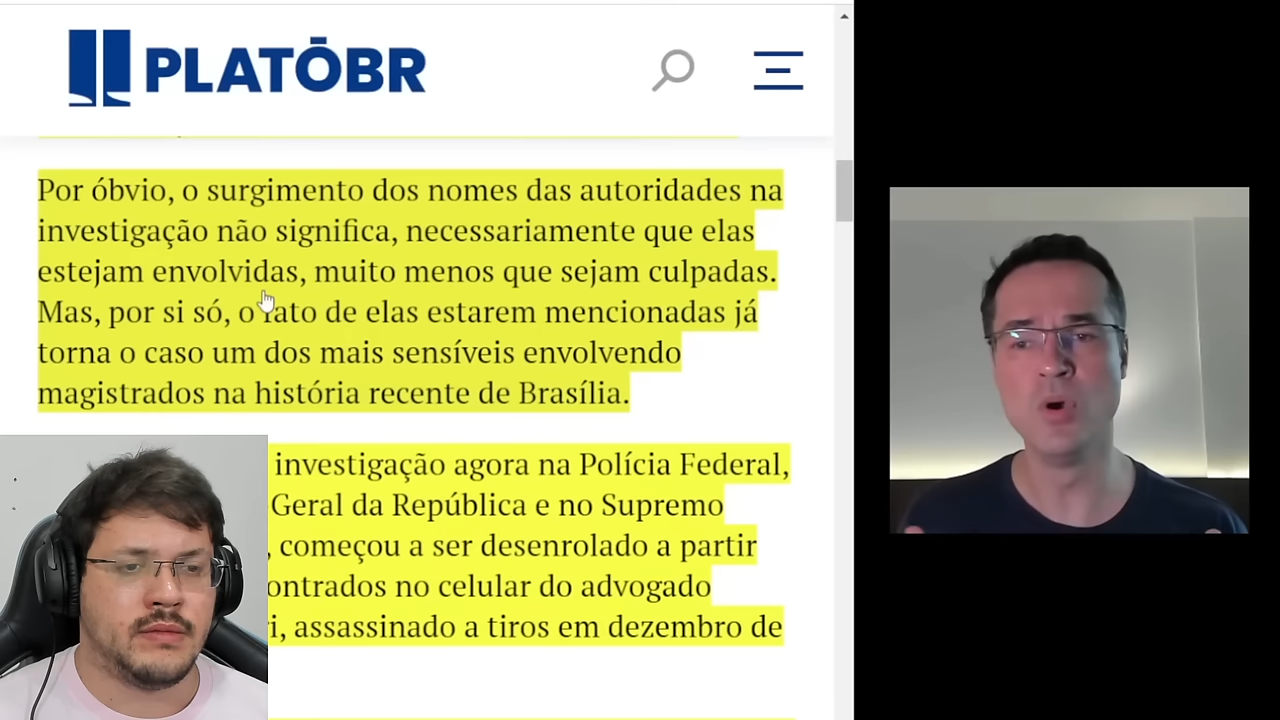 PLATŌBR
Por óbvio, o surgimento dos nomes das autoridades na
investigação não significa, necessariamente que elas
estejam envolvidas, muito menos que sejam culpadas.
Mas, por si só, o fato de elas estarem mencionadas já
torna o caso um dos mais sensíveis envolvendo
magistrados na história recente de Brasília.
investigação agora na Polícia Federal,
-Geral da República e no Supremo
, começou a ser desenrolado a partir
ontrados no celular do advogado
i, assassinado a tiros em dezembro de